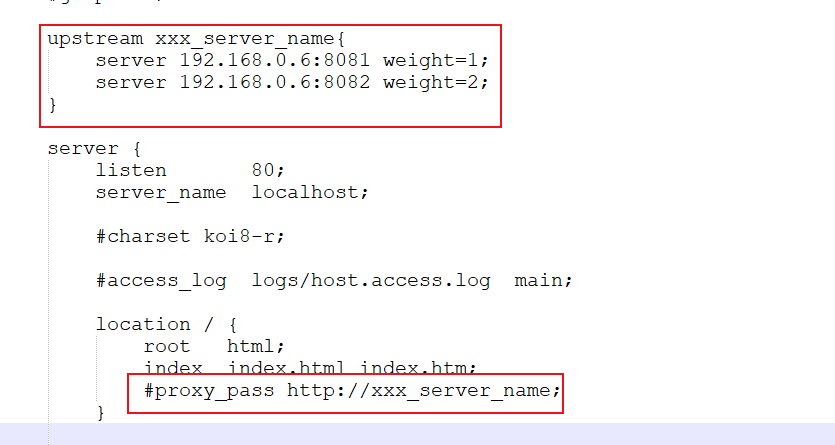 upstream xxx_server_name{
server 192.168.0.6:8081 weight=1;
server 192.168.0.6:8082 weight=2;
}
server {
listen 80;
server_name localhost;
#charset koi8-r;
#access_log logs/host.access.log main;
location / {
root html;
index index.html index.htm;
#proxy_pass http://xxx_server_name;
}